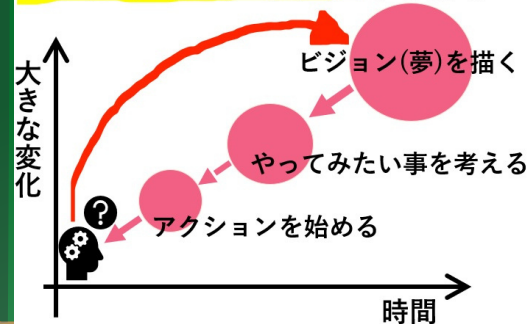 大きな変化
ビジョン(夢)を描く
やってみたい事を考える
アクションを始める
?
時間